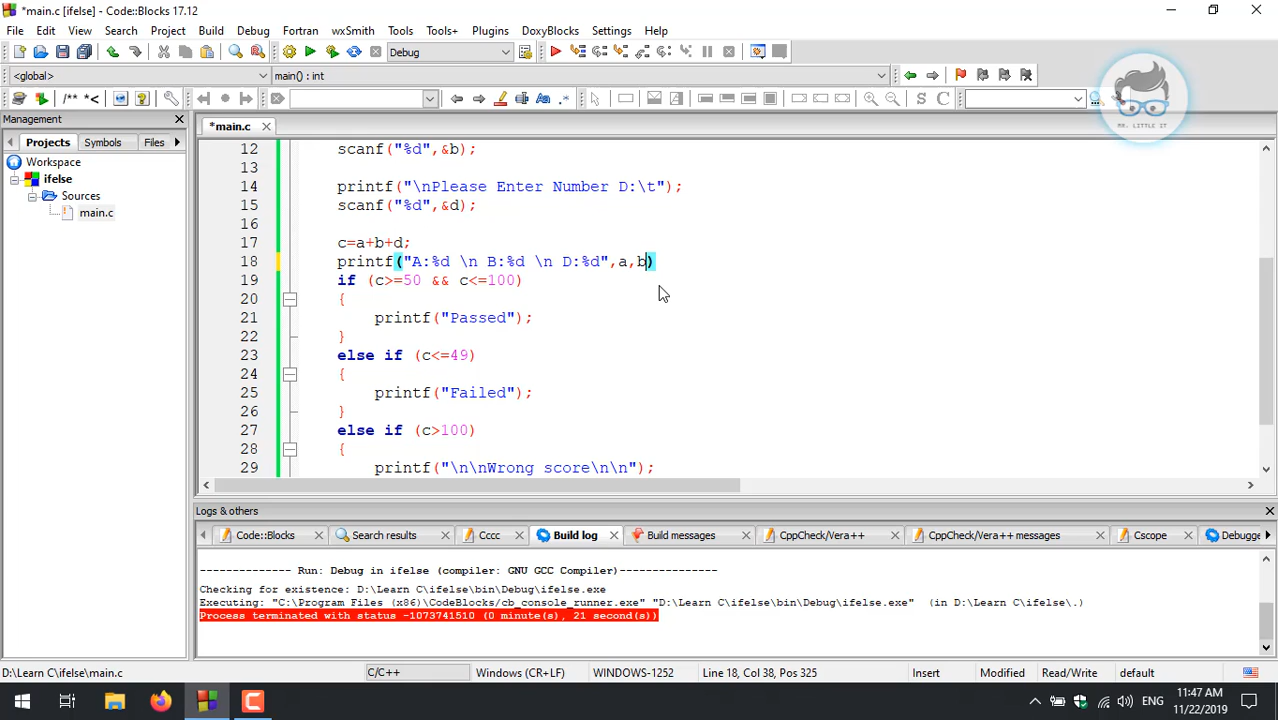 *main.c [ifelse] - Code::Blocks 17.12
File Edit View Search Project Build Debug Fortran wxSmith Tools Tools+ Plugins DoxyBlocks Settings Help
Debug
<global> main() : int
/** *<
S C
MR. LITTLE IT
Management
Projects Symbols Files
Workspace
ifelse
Sources
main.c
*main.c
12 scanf("%d",&b);
13
14 printf("\nPlease Enter Number D:\t");
15 scanf("%d",&d);
16
17 c=a+b+d;
18 printf("A:%d \n B:%d \n D:%d",a,b)
19 if (c>=50 && c<=100)
20 {
21 printf("Passed");
22 }
23 else if (c<=49)
24 {
25 printf("Failed");
26 }
27 else if (c>100)
28 {
29 printf("\n\nWrong score\n\n");
Logs & others
Code::Blocks Search results Cccc Build log Build messages CppCheck/Vera++ CppCheck/Vera++ messages Cscope Debugge
-------------- Run: Debug in ifelse (compiler: GNU GCC Compiler)---------------
Checking for existence: D:\Learn C\ifelse\bin\Debug\ifelse.exe
Executing: "C:\Program Files (x86)\CodeBlocks/cb_console_runner.exe" "D:\Learn C\ifelse\bin\Debug\ifelse.exe" (in D:\Learn C\ifelse\.)
Process terminated with status -1073741510 (0 minute(s), 21 second(s))
D:\Learn C\ifelse\main.c C/C++ Windows (CR+LF) WINDOWS-1252 Line 18, Col 38, Pos 325 Insert Modified Read/Write default
ENG
11:47 AM
11/22/2019